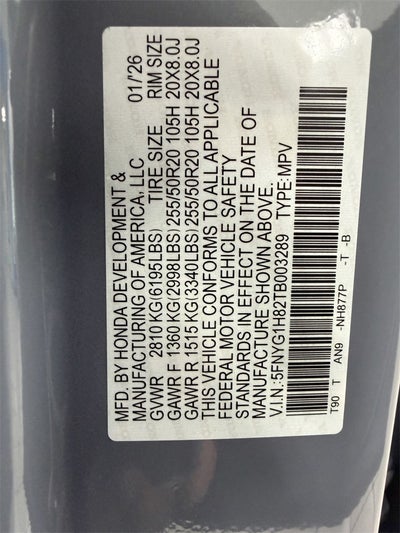 MFD. BY HONDA DEVELOPMENT &
MANUFACTURING OF AMERICA, LLC 01/'26
GVWR 2810 KG(6195LBS) TIRE SIZE RIM SIZE
GAWR F 1360 KG(2998LBS) 255/50R20 105H 20X8.0J
GAWR R 1515 KG(3340LBS) 255/50R20 105H 20X8.0J
THIS VEHICLE CONFORMS TO ALL APPLICABLE
FEDERAL MOTOR VEHICLE SAFETY
STANDARDS IN EFFECT ON THE DATE OF
MANUFACTURE SHOWN ABOVE.
V.I.N.:5FNYG1H82TB003289 TYPE:MPV
T90 T AN9 -NH877P -T -B